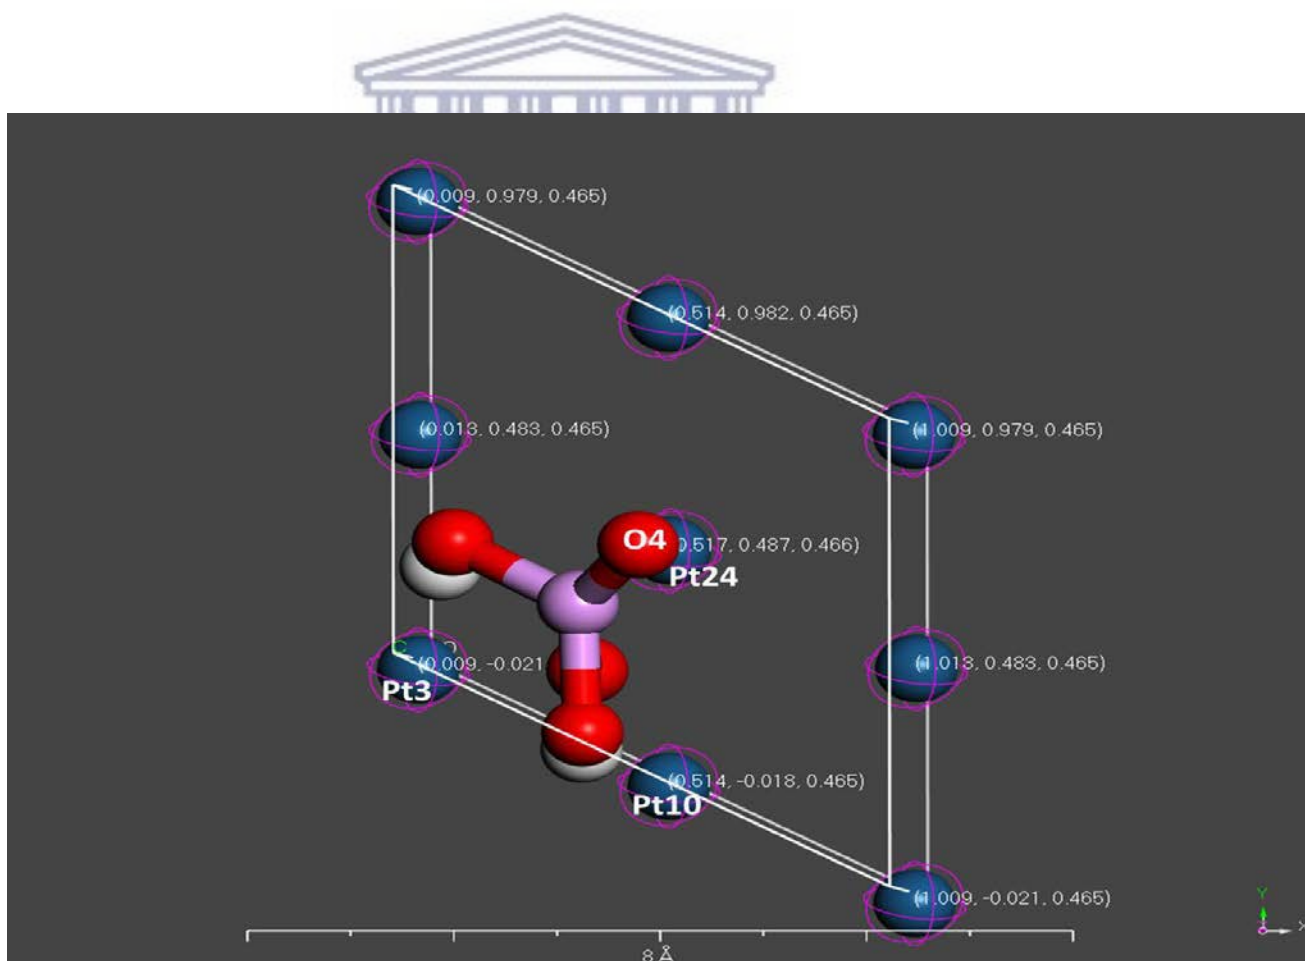 (0.009, 0.979, 0.465)
(0.514, 0.982, 0.465)
(0.013, 0.483, 0.465)
(1.009, 0.979, 0.465)
O4
0.517, 0.487, 0.466)
Pt24
(0.009, -0.021
(1.013, 0.483, 0.465)
Pt3
(0.514, -0.018, 0.465)
Pt10
(1.009, -0.021, 0.465)
8 Å
Y
X